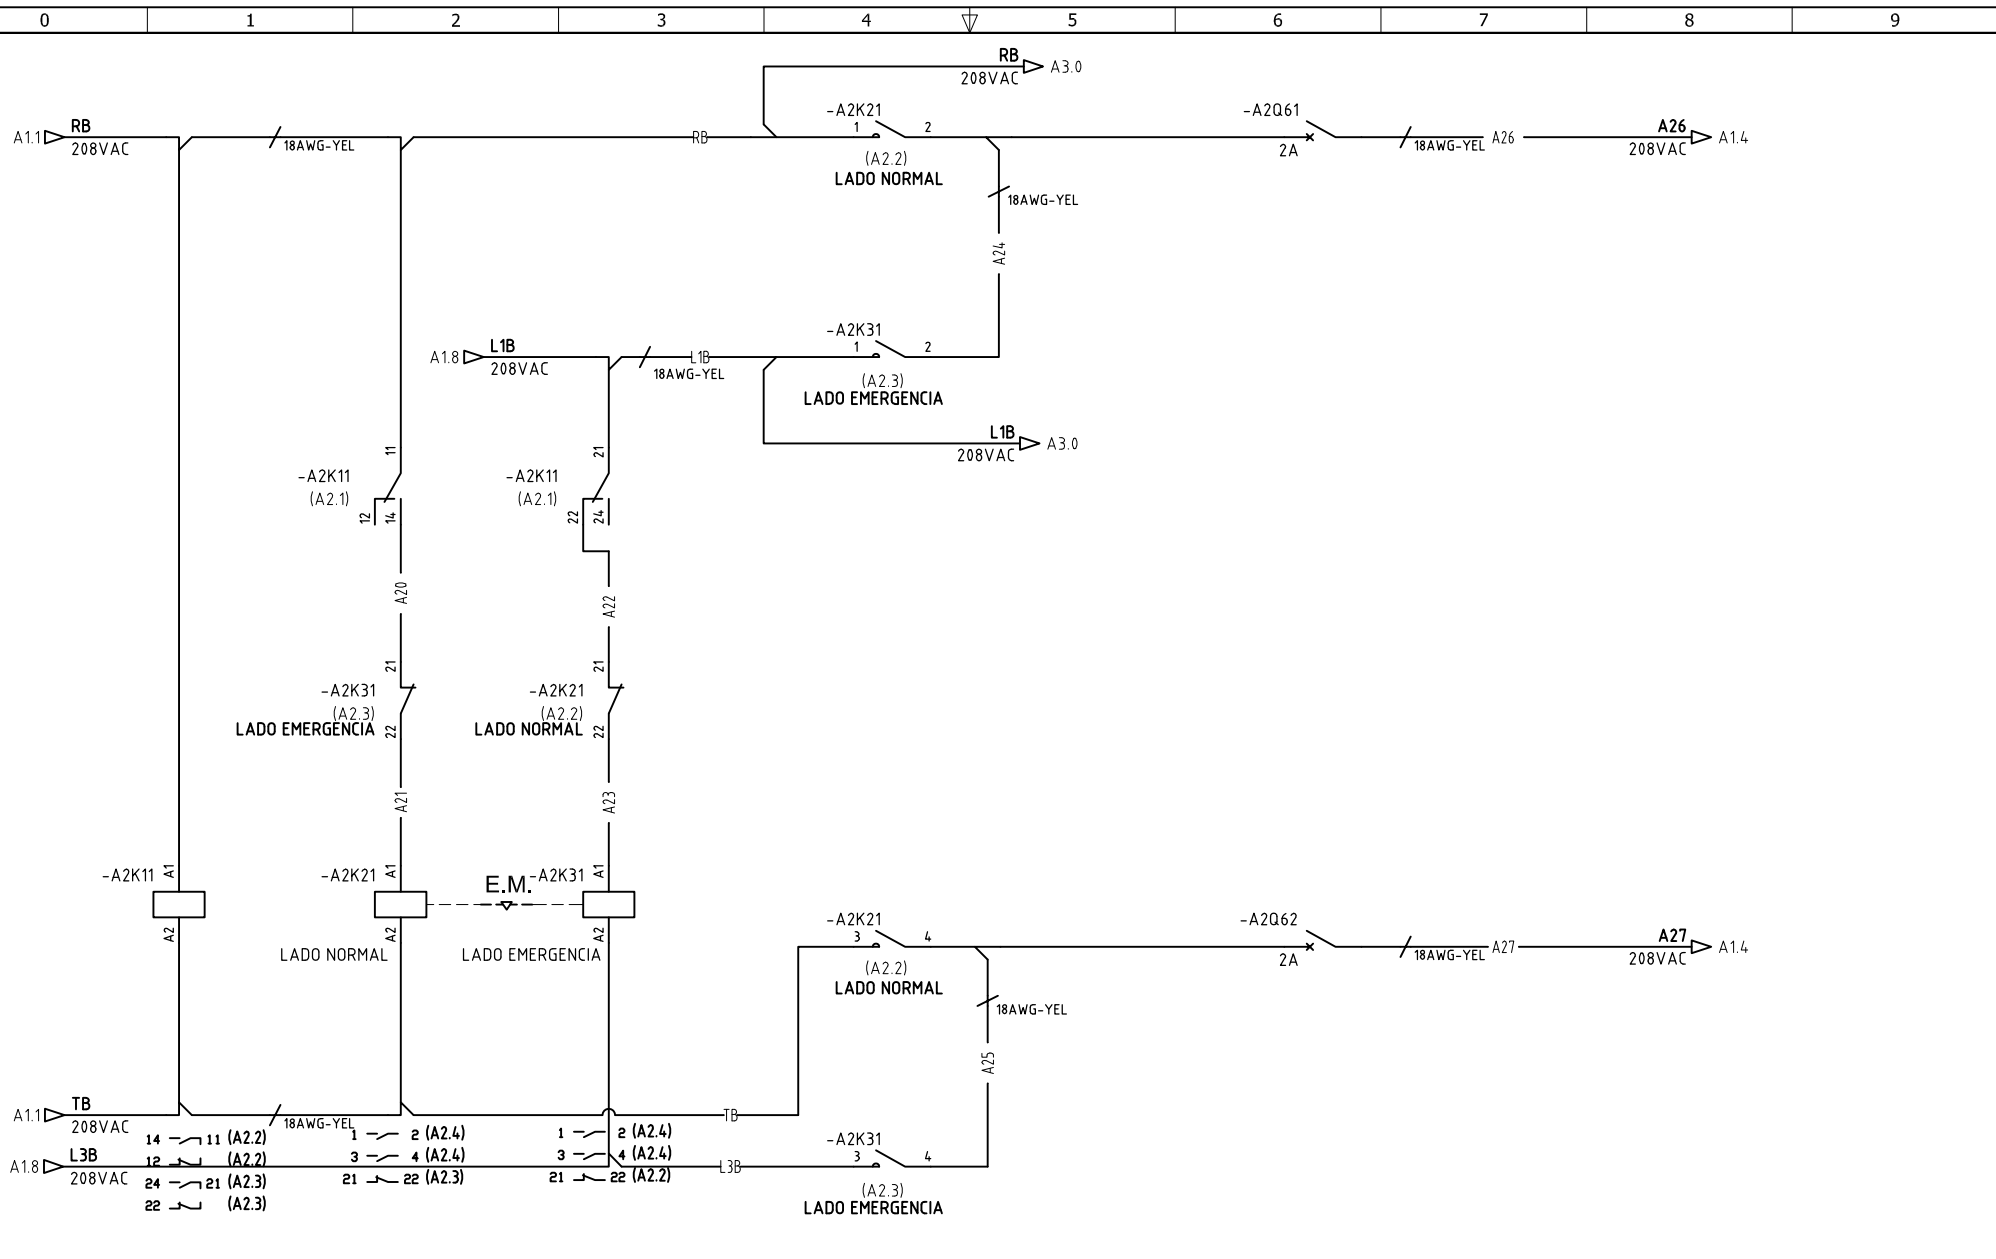 0 1 2 3 4 5 6 7 8 9
RB
208VAC
A3.0
-A2K21
1 2
-A2Q61
A1.1
RB
208VAC
18AWG-YEL
RB
(A2.2)
LADO NORMAL
2A
18AWG-YEL
A26
A26
208VAC
A1.4
18AWG-YEL
A24
-A2K31
1 2
A1.8
L1B
208VAC
L1B
18AWG-YEL
(A2.3)
LADO EMERGENCIA
L1B
208VAC
A3.0
11
-A2K11
(A2.1)
12
14
21
-A2K11
(A2.1)
22
24
A20
A22
21
-A2K31
(A2.3)
LADO EMERGENCIA
22
21
-A2K21
(A2.2)
LADO NORMAL
22
A21
A23
-A2K11
A1
A2
-A2K21
A1
A2
LADO NORMAL
E.M.
-A2K31
A1
A2
LADO EMERGENCIA
-A2K21
3 4
(A2.2)
LADO NORMAL
-A2Q62
2A
18AWG-YEL
A27
A27
208VAC
A1.4
18AWG-YEL
A25
A1.1
TB
208VAC
18AWG-YEL
TB
A1.8
L3B
208VAC
L3B
14 11 (A2.2)
12 (A2.2)
24 21 (A2.3)
22 (A2.3)
1 2 (A2.4)
3 4 (A2.4)
21 22 (A2.3)
1 2 (A2.4)
3 4 (A2.4)
21 22 (A2.2)
-A2K31
3 4
(A2.3)
LADO EMERGENCIA